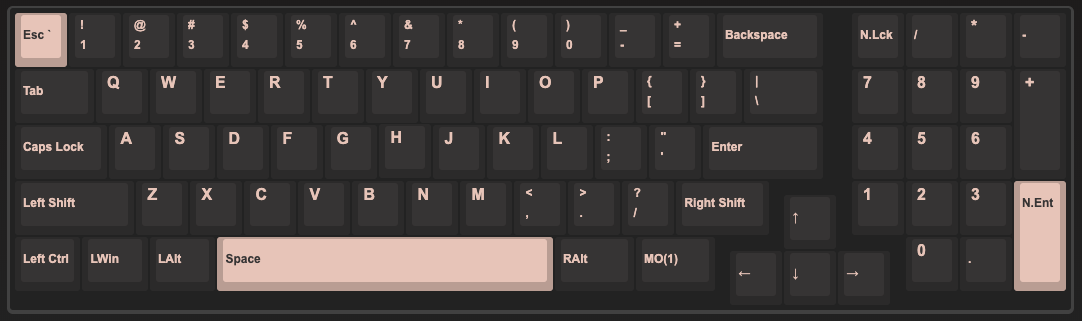 Esc ` ! 1 @ 2 # 3 $ 4 % 5 ^ 6 & 7 * 8 ( 9 ) 0 _ - + = Backspace N.Lck / * -
Tab Q W E R T Y U I O P { [ } ] | \ 7 8 9 +
Caps Lock A S D F G H J K L : ; " ' Enter 4 5 6
Left Shift Z X C V B N M < , > . ? / Right Shift ↑ 1 2 3 N.Ent
Left Ctrl LWin LAlt Space RAlt MO(1) ← ↓ → 0 .